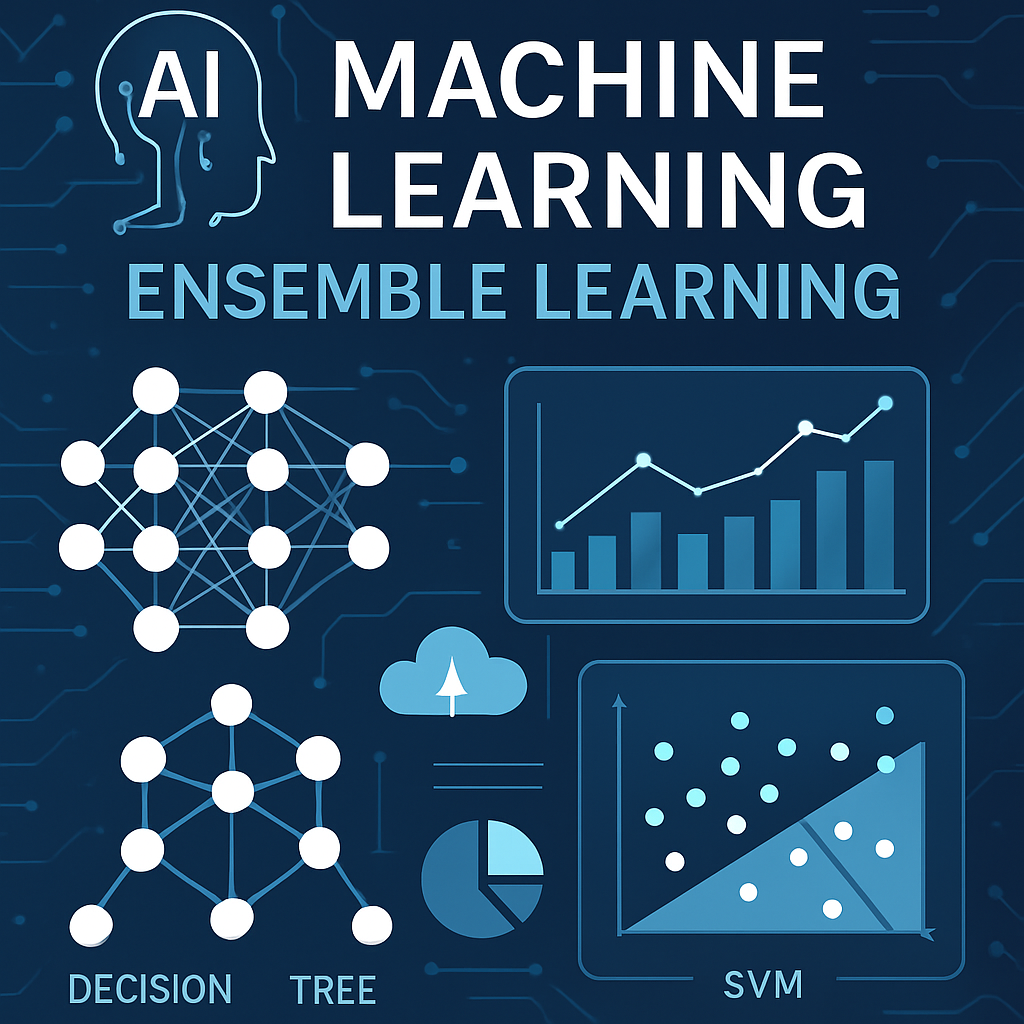 AI
MACHINE
LEARNING
ENSEMBLE LEARNING
DECISION TREE
SVM